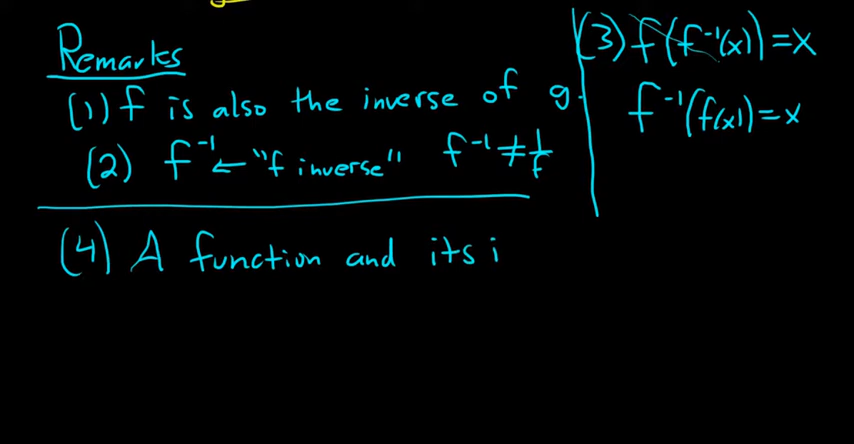 Remarks
(1) f is also the inverse of g.
(2) f⁻¹ ← "f inverse" f⁻¹ ≠ 1/f
(3) f(f⁻¹(x)) = x
f⁻¹(f(x)) = x
(4) A function and its i